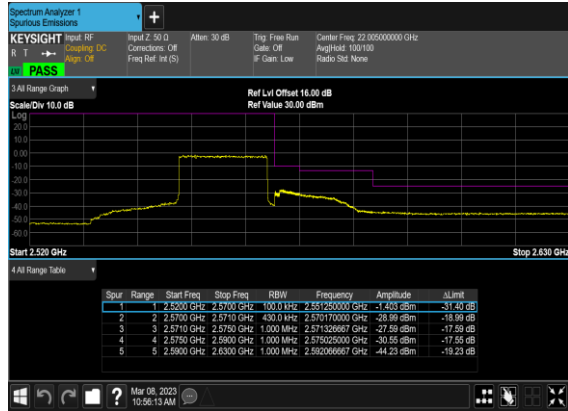 Spectrum Analyzer 1
Spurious Emissions
+
KEYSIGHT Input: RF Input Z: 50 Ω Atten: 30 dB Trig: Free Run Center Freq: 22.005000000 GHz
R T Coupling: DC Corrections: Off Gate: Off Avg|Hold: 100/100
Align: Off Freq Ref: Int (S) IF Gain: Low Radio Std: None
PASS
3 All Range Graph
Ref Lvl Offset 16.00 dB
Scale/Div 10.0 dB Ref Value 30.00 dBm
Log
20.0
10.0
0.00
-10.0
-20.0
-30.0
-40.0
-50.0
-60.0
Start 2.520 GHz Stop 2.630 GHz
4 All Range Table
Spur Range Start Freq Stop Freq RBW Frequency Amplitude ΔLimit
1 1 2.5200 GHz 2.5700 GHz 100.0 kHz 2.551250000 GHz -1.403 dBm -31.40 dB
2 2 2.5700 GHz 2.5710 GHz 430.0 kHz 2.570170000 GHz -28.99 dBm -18.99 dB
3 3 2.5710 GHz 2.5750 GHz 1.000 MHz 2.571326667 GHz -27.59 dBm -17.59 dB
4 4 2.5750 GHz 2.5900 GHz 1.000 MHz 2.575025000 GHz -30.55 dBm -17.55 dB
5 5 2.5900 GHz 2.6300 GHz 1.000 MHz 2.592066667 GHz -44.23 dBm -19.23 dB
?
Mar 08, 2023
10:56:13 AM